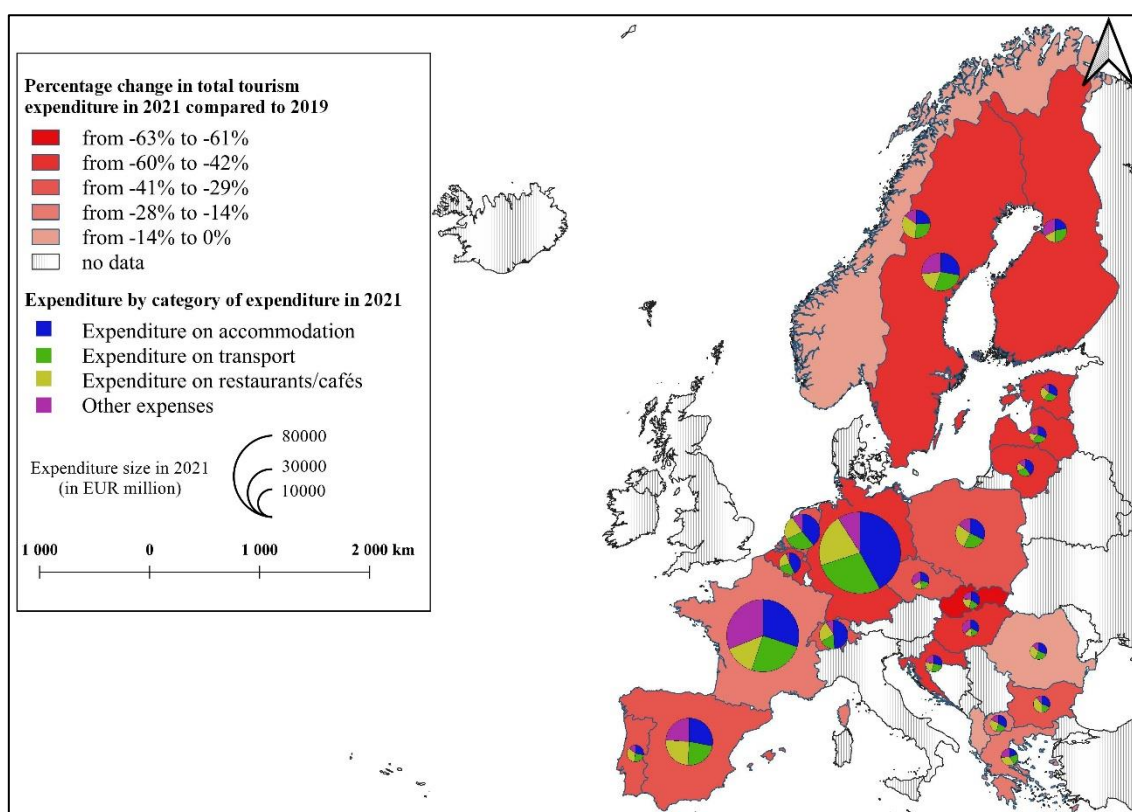 Percentage change in total tourism
expenditure in 2021 compared to 2019
from -63% to -61%
from -60% to -42%
from -41% to -29%
from -28% to -14%
from -14% to 0%
no data
Expenditure by category of expenditure in 2021
Expenditure on accommodation
Expenditure on transport
Expenditure on restaurants/cafés
Other expenses
Expenditure size in 2021
(in EUR million)
80000
30000
10000
1 000 0 1 000 2 000 km